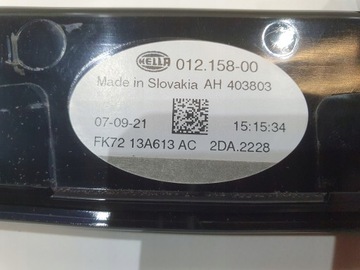 HELLA 012.158-00
Made in Slovakia AH 403803
07-09-21 15:15:34
FK72 13A613 AC 2DA.2228